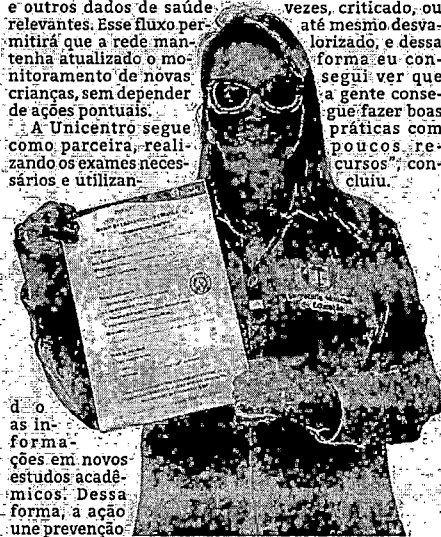 e outros dados de saúde
relevantes. Esse fluxo per-
mitirá que a rede man-
tenha atualizado o mo-
nitoramento de novas
crianças, sem depender
de ações pontuais.
A Unicentro segue
como parceira, reali-
zando os exames neces-
sários e utilizan-
d o
as in-
forma-
ções em novos
estudos acadê-
micos. Dessa
forma, a ação
une prevenção
vezes, criticado, ou
até mesmo desva-
lorizado, e dessa
forma eu con-
segui ver que
a gente conse-
gue fazer boas
práticas com
poucos re-
cursos”, con-
cluiu.